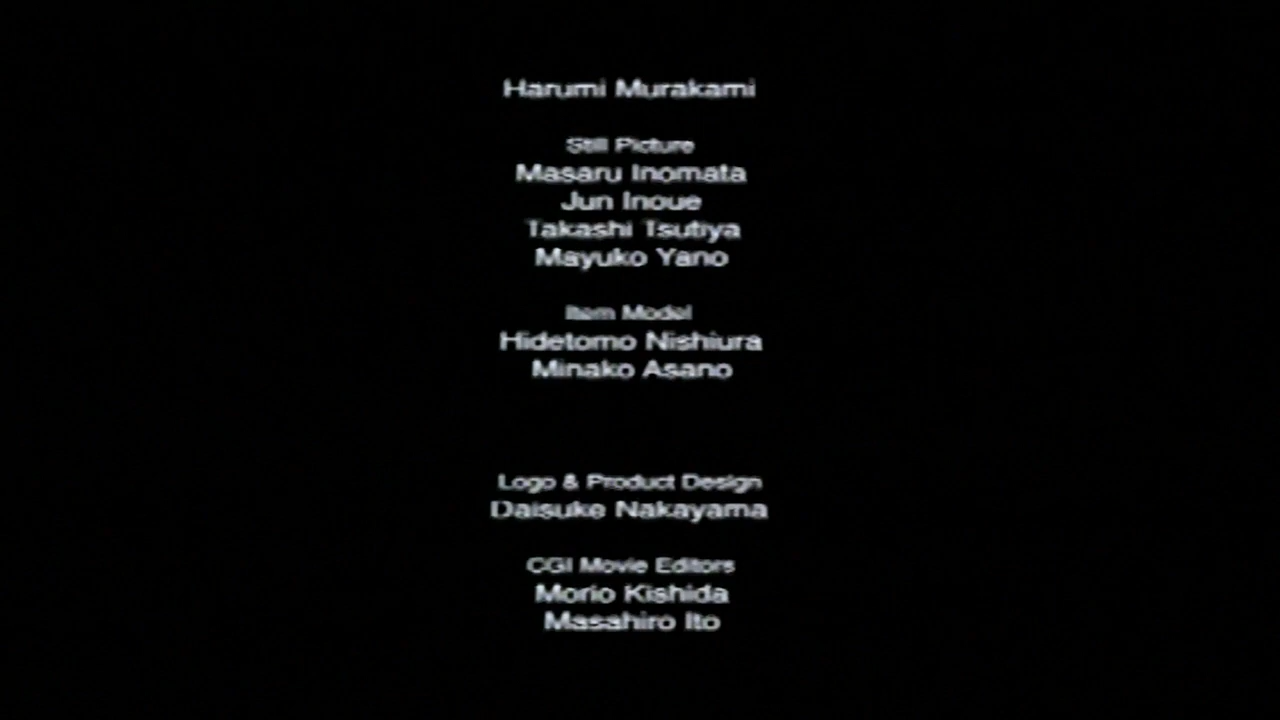 Harumi Murakami
Still Picture
Masaru Inomata
Jun Inoue
Takashi Tsutiya
Mayuko Yano
Item Model
Hidetomo Nishiura
Minako Asano
Logo & Product Design
Daisuke Nakayama
CGI Movie Editors
Morio Kishida
Masahiro Ito